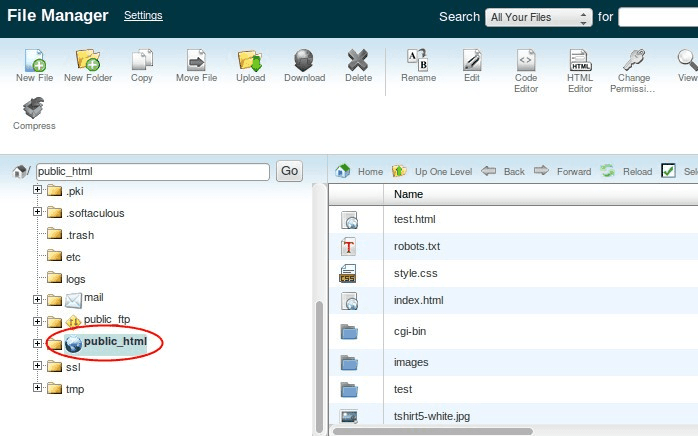 File Manager Settings Search All Your Files for
New File New Folder Copy Move File Upload Download Delete Rename Edit Code Editor HTML Editor Change Permissi... View
Compress
/ public_html Go Home Up One Level Back Forward Reload Sel
Name
.pki
.softaculous
.trash
etc
logs
mail
public_ftp
public_html
ssl
tmp
test.html
robots.txt
style.css
index.html
cgi-bin
images
test
tshirt5-white.jpg